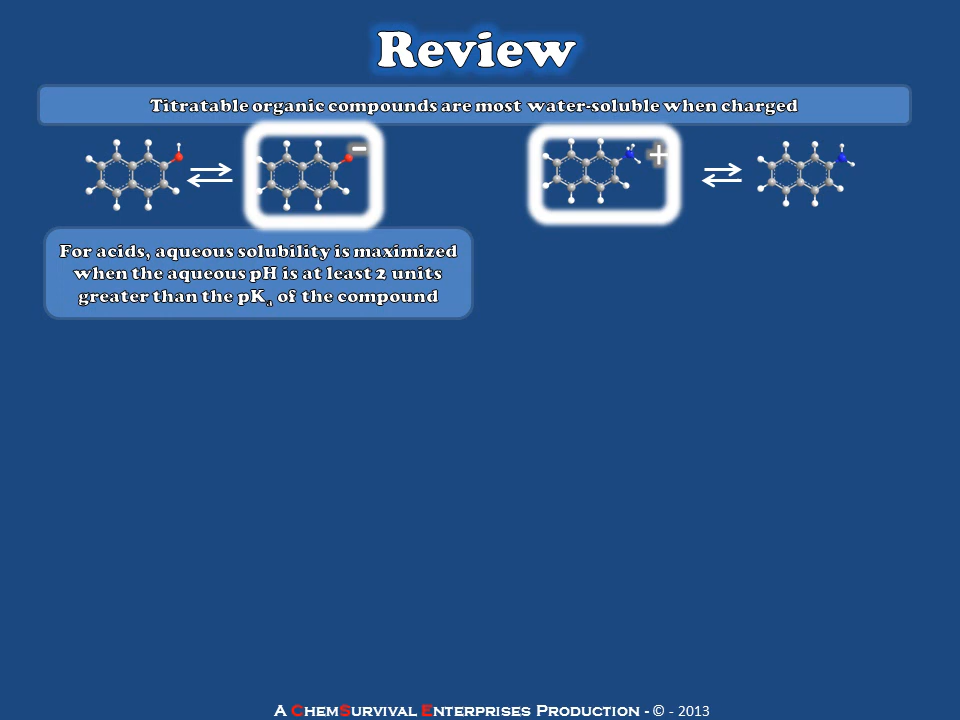 Review
Titratable organic compounds are most water-soluble when charged
−
+
For acids, aqueous solubility is maximized
when the aqueous pH is at least 2 units
greater than the pKa of the compound
A ChemSurvival Enterprises Production - © - 2013